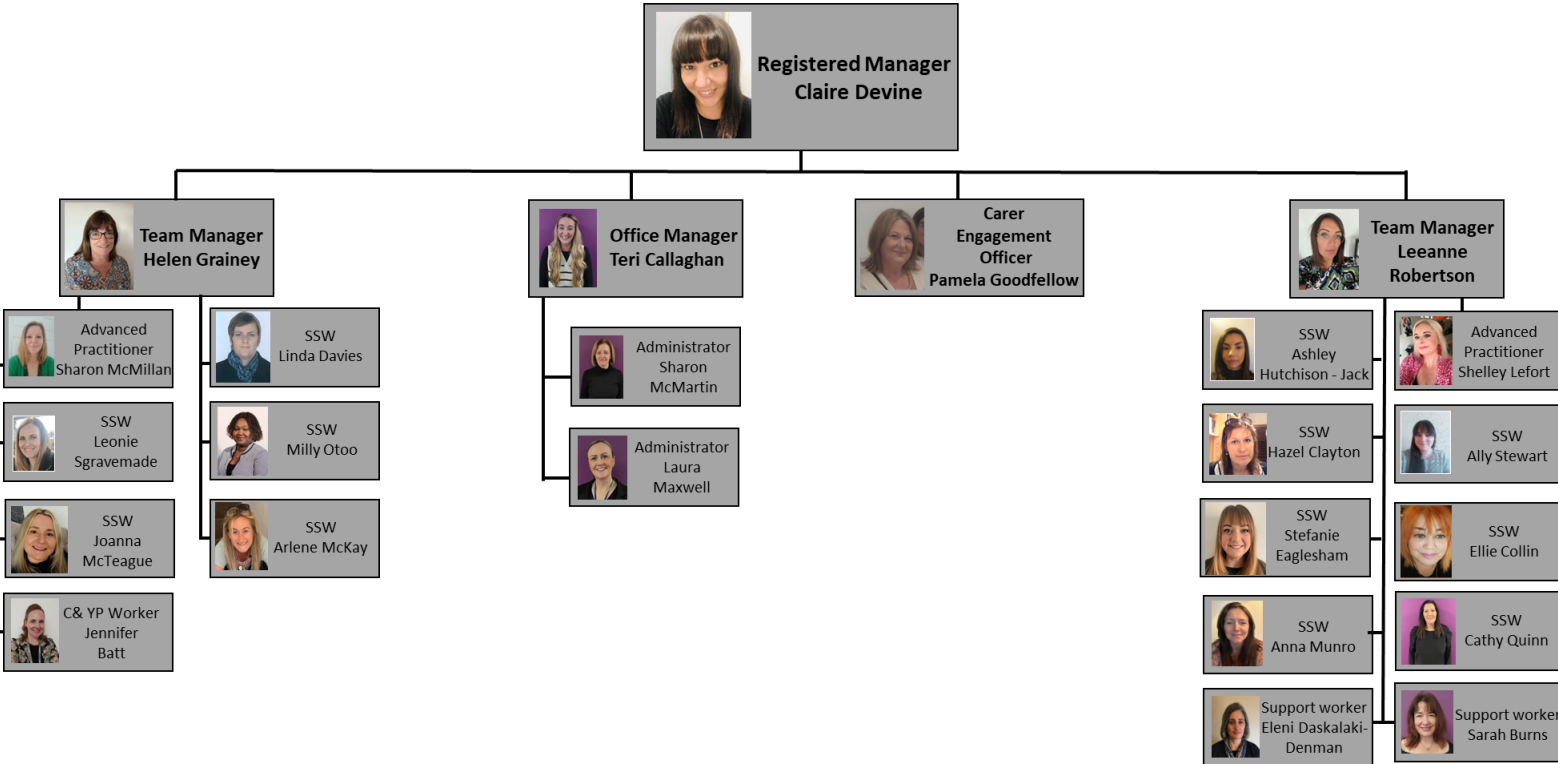 Registered Manager
Claire Devine
Team Manager
Helen Grainey
Office Manager
Teri Callaghan
Carer
Engagement
Officer
Pamela Goodfellow
Team Manager
Leeanne
Robertson
Advanced
Practitioner
Sharon McMillan
SSW
Linda Davies
SSW
Leonie
Sgravemade
SSW
Milly Otoo
SSW
Joanna
McTeague
SSW
Arlene McKay
C& YP Worker
Jennifer
Batt
Administrator
Sharon
McMartin
Administrator
Laura
Maxwell
SSW
Ashley
Hutchison - Jack
Advanced
Practitioner
Shelley Lefort
SSW
Hazel Clayton
SSW
Ally Stewart
SSW
Stefanie
Eaglesham
SSW
Ellie Collin
SSW
Anna Munro
SSW
Cathy Quinn
Support worker
Eleni Daskalaki-
Denman
Support worker
Sarah Burns